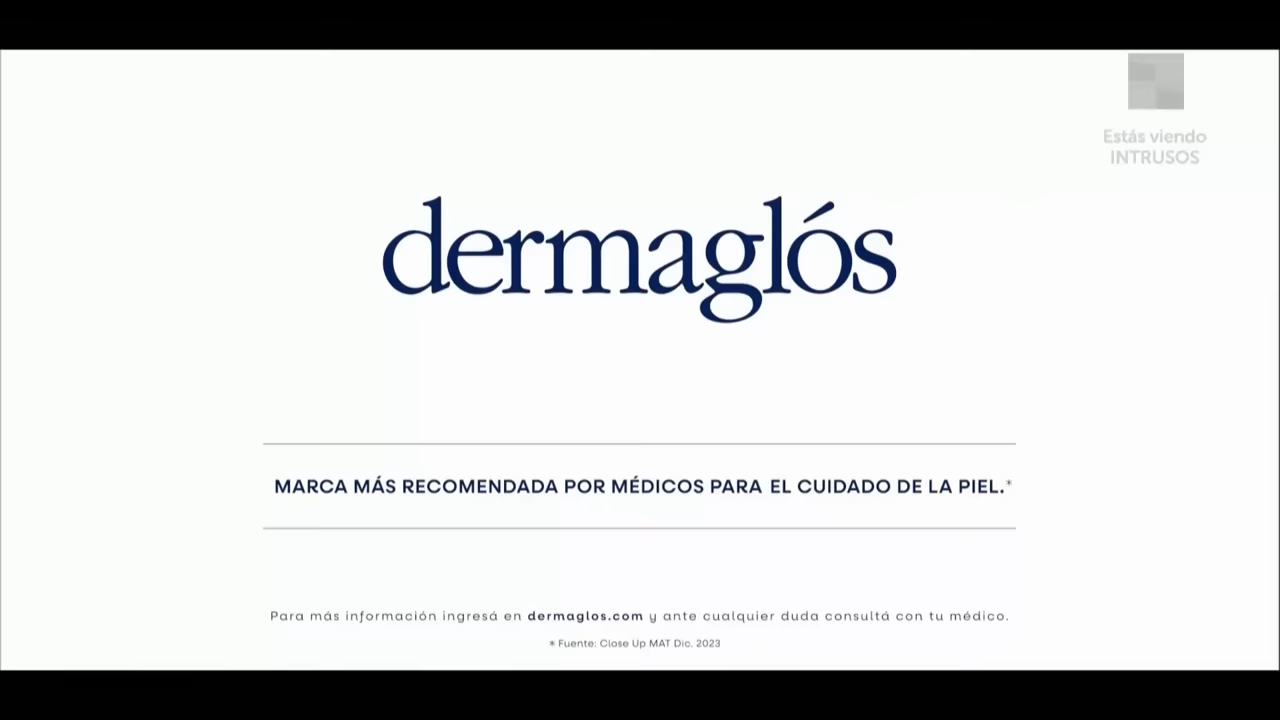 Estás viendo
INTRUSOS
dermaglós
MARCA MÁS RECOMENDADA POR MÉDICOS PARA EL CUIDADO DE LA PIEL.*
Para más información ingresá en dermaglos.com y ante cualquier duda consultá con tu médico.
* Fuente: Close Up MAT Dic. 2023